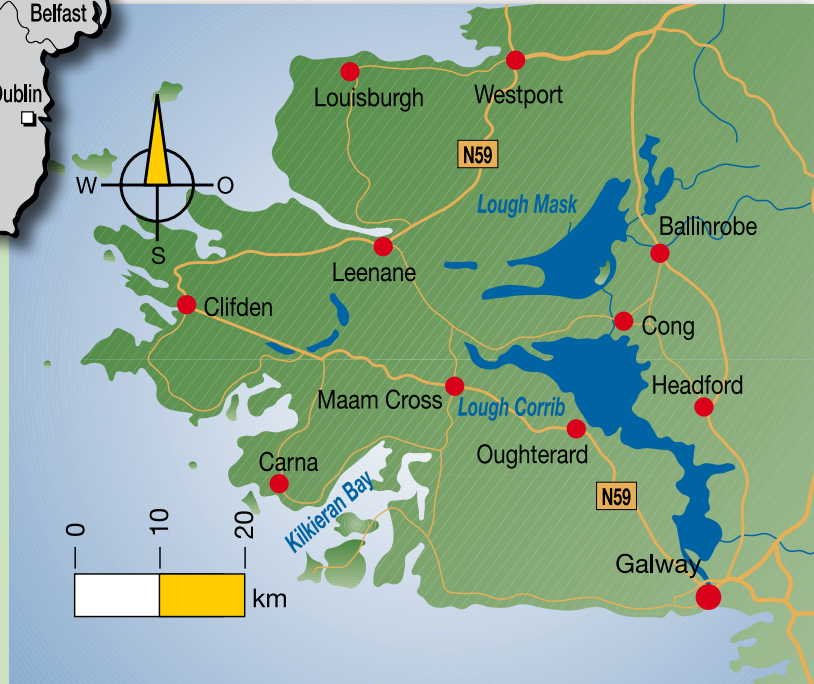 Belfast
Dublin
Louisburgh
Westport
N59
W
O
S
Lough Mask
Ballinrobe
Leenane
Clifden
Cong
Maam Cross
Lough Corrib
Headford
Oughterard
Carna
Kilkieran Bay
N59
0
10
20
km
Galway